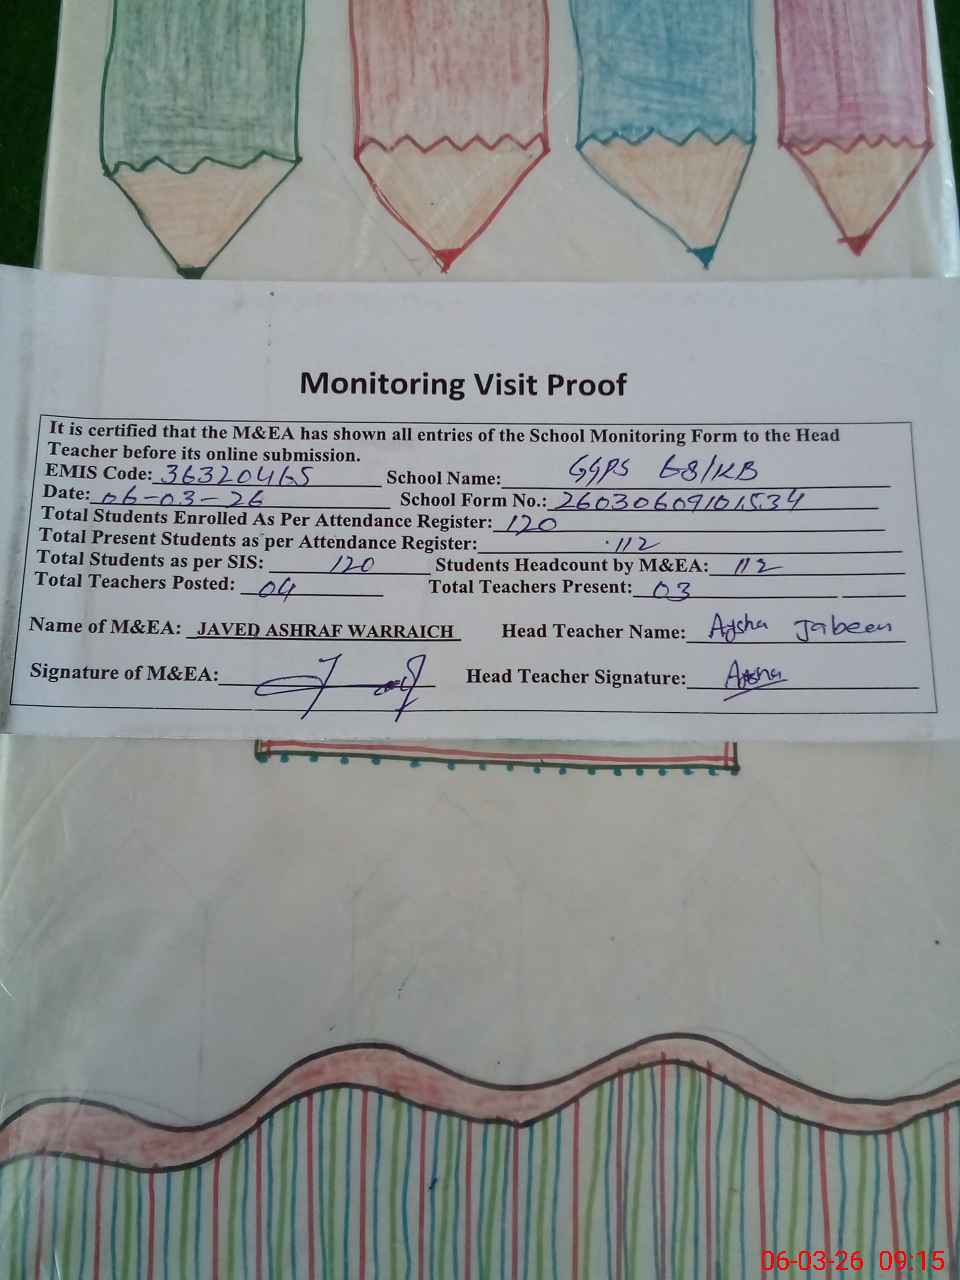 Monitoring Visit Proof
It is certified that the M&EA has shown all entries of the School Monitoring Form to the Head
Teacher before its online submission.
EMIS Code: 36320465 School Name: GGPS 68/KB
Date: 06-03-26 School Form No.: 26030609101534
Total Students Enrolled As Per Attendance Register: 120
Total Present Students as per Attendance Register: 112
Total Students as per SIS: 120 Students Headcount by M&EA: 112
Total Teachers Posted: 04 Total Teachers Present: 03
Name of M&EA: JAVED ASHRAF WARRAICH Head Teacher Name: Aysha Jabeen
Signature of M&EA: Head Teacher Signature: Aysha
06-03-26 09:15